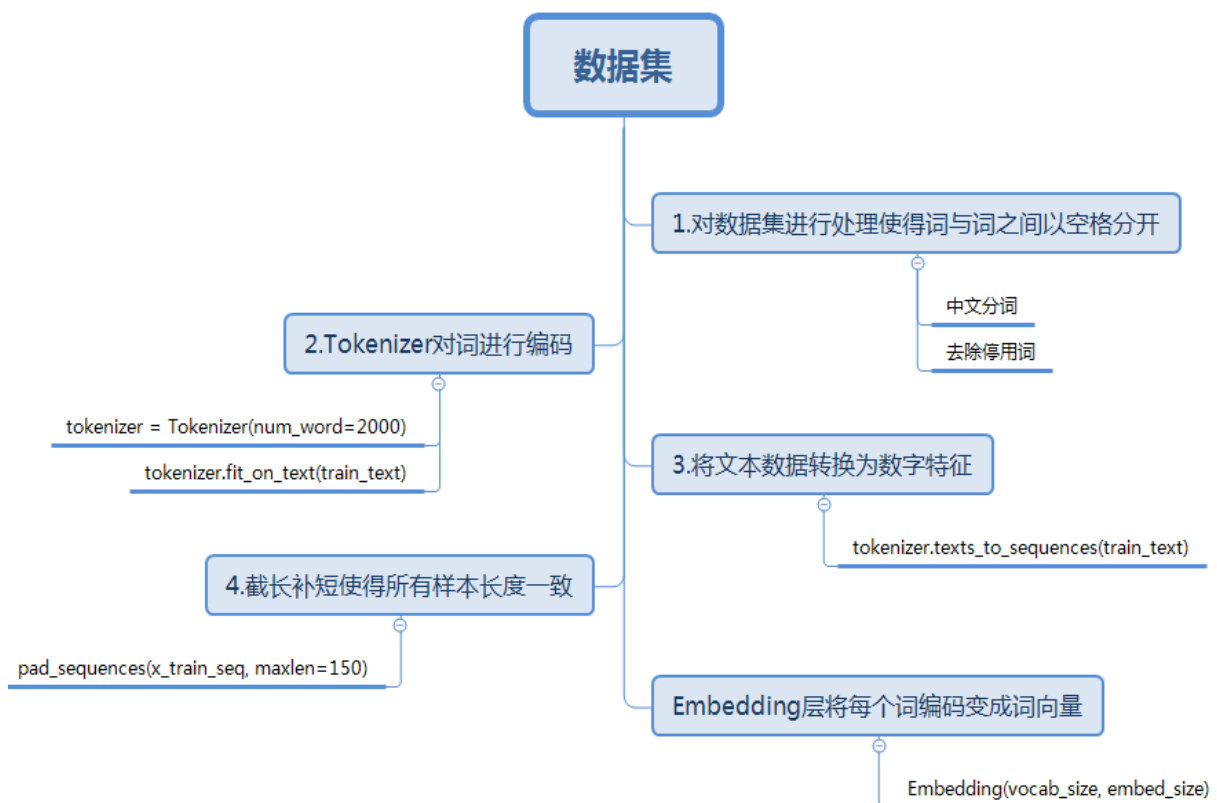 数据集
1.对数据集进行处理使得词与词之间以空格分开
中文分词
去除停用词
2.Tokenizer对词进行编码
tokenizer = Tokenizer(num_word=2000)
tokenizer.fit_on_text(train_text)
3.将文本数据转换为数字特征
tokenizer.texts_to_sequences(train_text)
4.截长补短使得所有样本长度一致
pad_sequences(x_train_seq, maxlen=150)
Embedding层将每个词编码变成词向量
Embedding(vocab_size, embed_size)